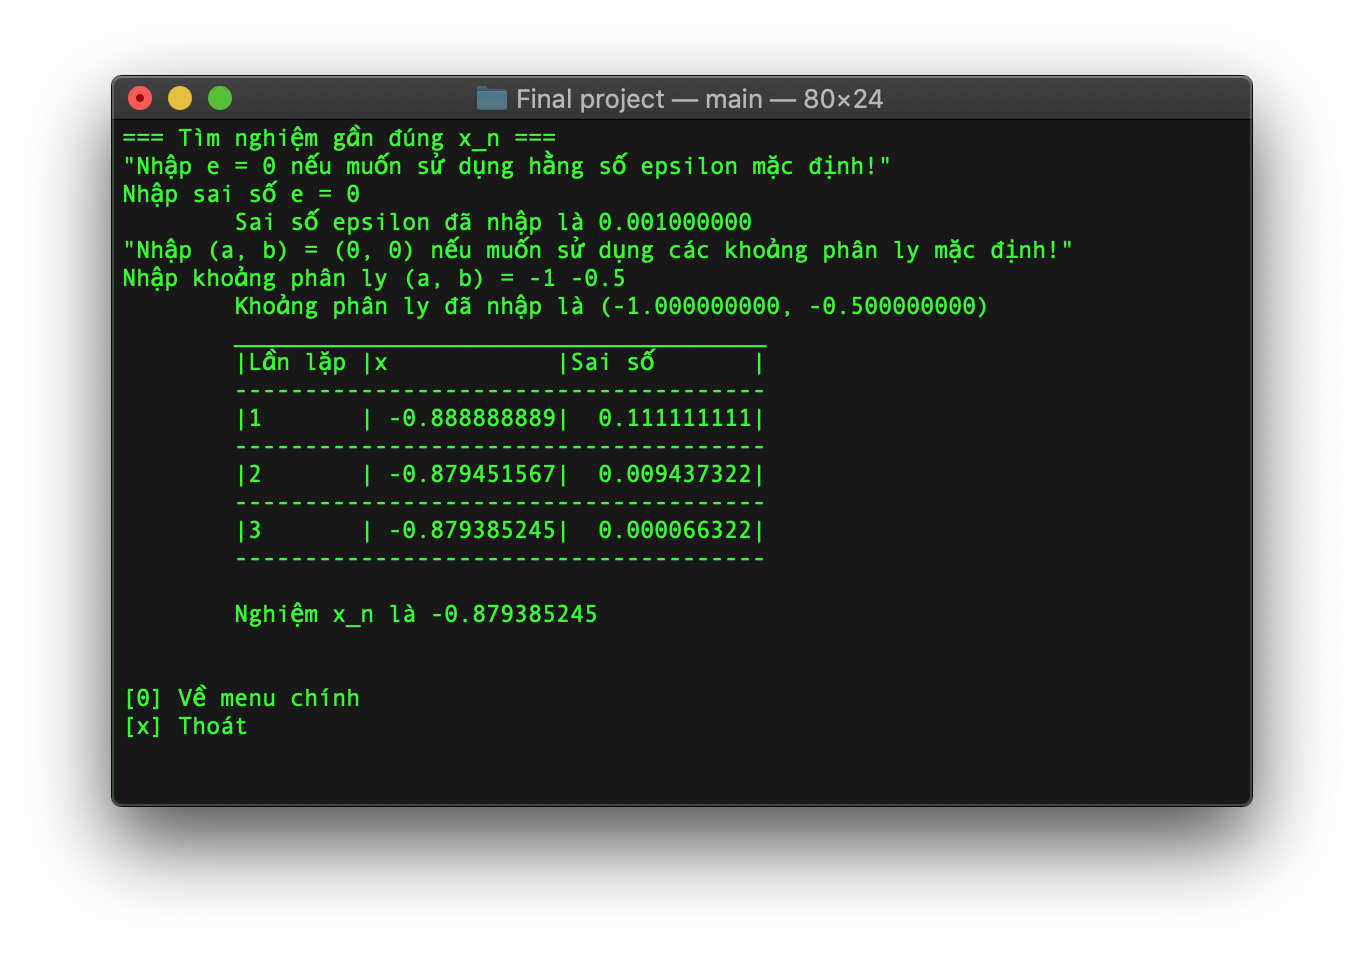 Final project — main — 80×24
=== Tìm nghiệm gần đúng x_n ===
"Nhập e = 0 nếu muốn sử dụng hằng số epsilon mặc định!"
Nhập sai số e = 0
Sai số epsilon đã nhập là 0.001000000
"Nhập (a, b) = (0, 0) nếu muốn sử dụng các khoảng phân ly mặc định!"
Nhập khoảng phân ly (a, b) = -1 -0.5
Khoảng phân ly đã nhập là (-1.000000000, -0.500000000)
______________________________________
|Lần lặp |x            |Sai số       |
--------------------------------------
|1       | -0.888888889|  0.111111111|
--------------------------------------
|2       | -0.879451567|  0.009437322|
--------------------------------------
|3       | -0.879385245|  0.000066322|
--------------------------------------
Nghiệm x_n là -0.879385245
[0] Về menu chính
[x] Thoát